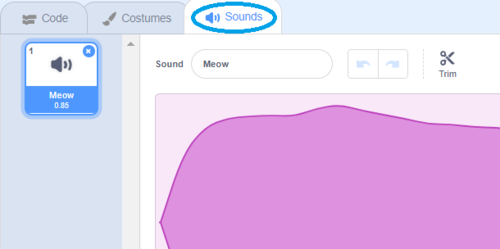 Code Costumes Sounds
1
Meow
0.85
Sound Meow
Trim